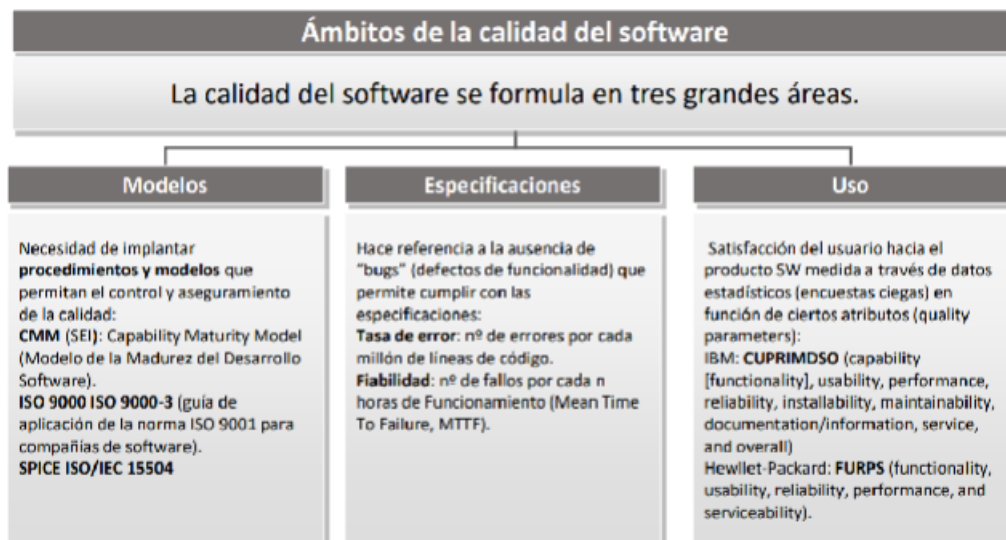 Ámbitos de la calidad del software
La calidad del software se formula en tres grandes áreas.
Modelos
Necesidad de implantar
procedimientos y modelos que
permitan el control y aseguramiento
de la calidad:
CMM (SEI): Capability Maturity Model
(Modelo de la Madurez del Desarrollo
Software).
ISO 9000 ISO 9000-3 (guía de
aplicación de la norma ISO 9001 para
compañías de software).
SPICE ISO/IEC 15504
Especificaciones
Hace referencia a la ausencia de
"bugs" (defectos de funcionalidad) que
permite cumplir con las
especificaciones:
Tasa de error: nº de errores por cada
millón de líneas de código.
Fiabilidad: nº de fallos por cada n
horas de Funcionamiento (Mean Time
To Failure, MTTF).
Uso
Satisfacción del usuario hacia el
producto SW medida a través de datos
estadísticos (encuestas ciegas) en
función de ciertos atributos (quality
parameters):
IBM: CUPRIMDSO (capability
[functionality], usability, performance,
reliability, installability, maintainability,
documentation/information, service,
and overall)
Hewllet-Packard: FURPS (functionality,
usability, reliability, performance, and
serviceability).